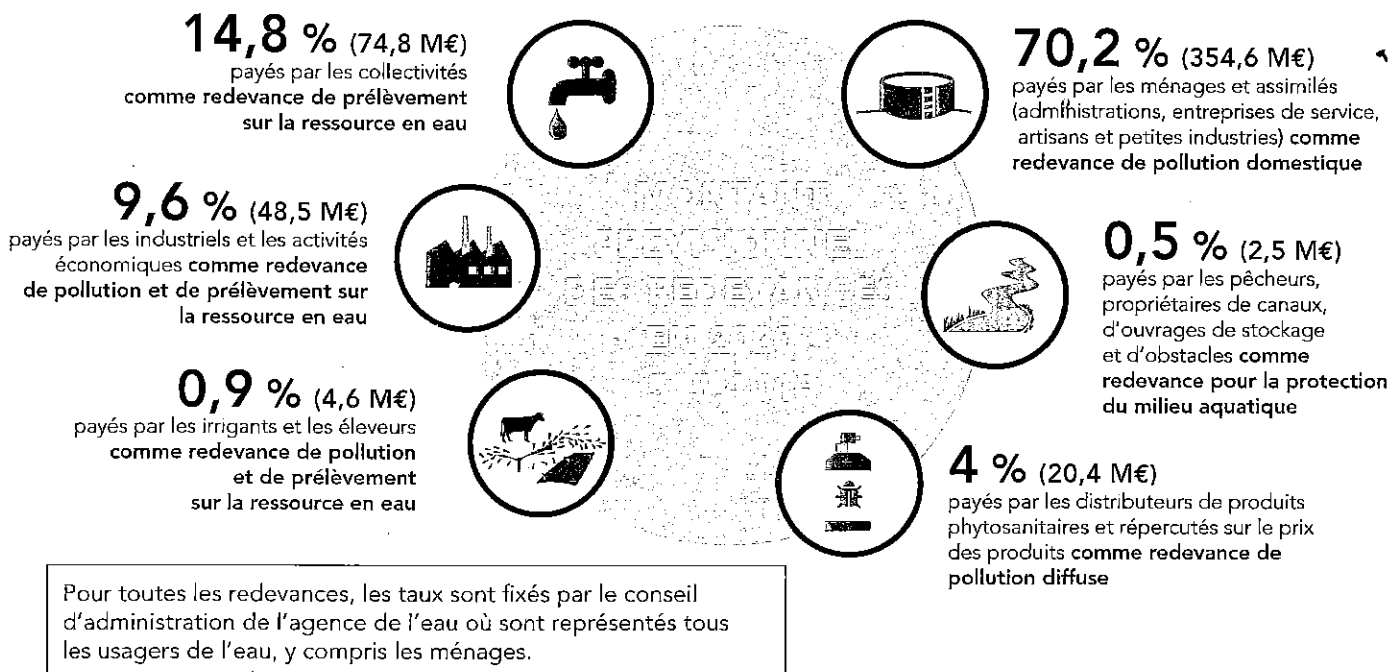 14,8 % (74,8 M€)
payés par les collectivités
comme redevance de prélèvement
sur la ressource en eau
70,2 % (354,6 M€)
payés par les ménages et assimilés
(administrations, entreprises de service,
artisans et petites industries) comme
redevance de pollution domestique
9,6 % (48,5 M€)
payés par les industriels et les activités
économiques comme redevance
de pollution et de prélèvement sur
la ressource en eau
MONTANT
DES REDEVANCES
0,5 % (2,5 M€)
payés par les pêcheurs,
propriétaires de canaux,
d'ouvrages de stockage
et d'obstacles comme
redevance pour la protection
du milieu aquatique
0,9 % (4,6 M€)
payés par les irrigants et les éleveurs
comme redevance de pollution
et de prélèvement
sur la ressource en eau
4 % (20,4 M€)
payés par les distributeurs de produits
phytosanitaires et répercutés sur le prix
des produits comme redevance de
pollution diffuse
Pour toutes les redevances, les taux sont fixés par le conseil
d'administration de l'agence de l'eau où sont représentés tous
les usagers de l'eau, y compris les ménages.